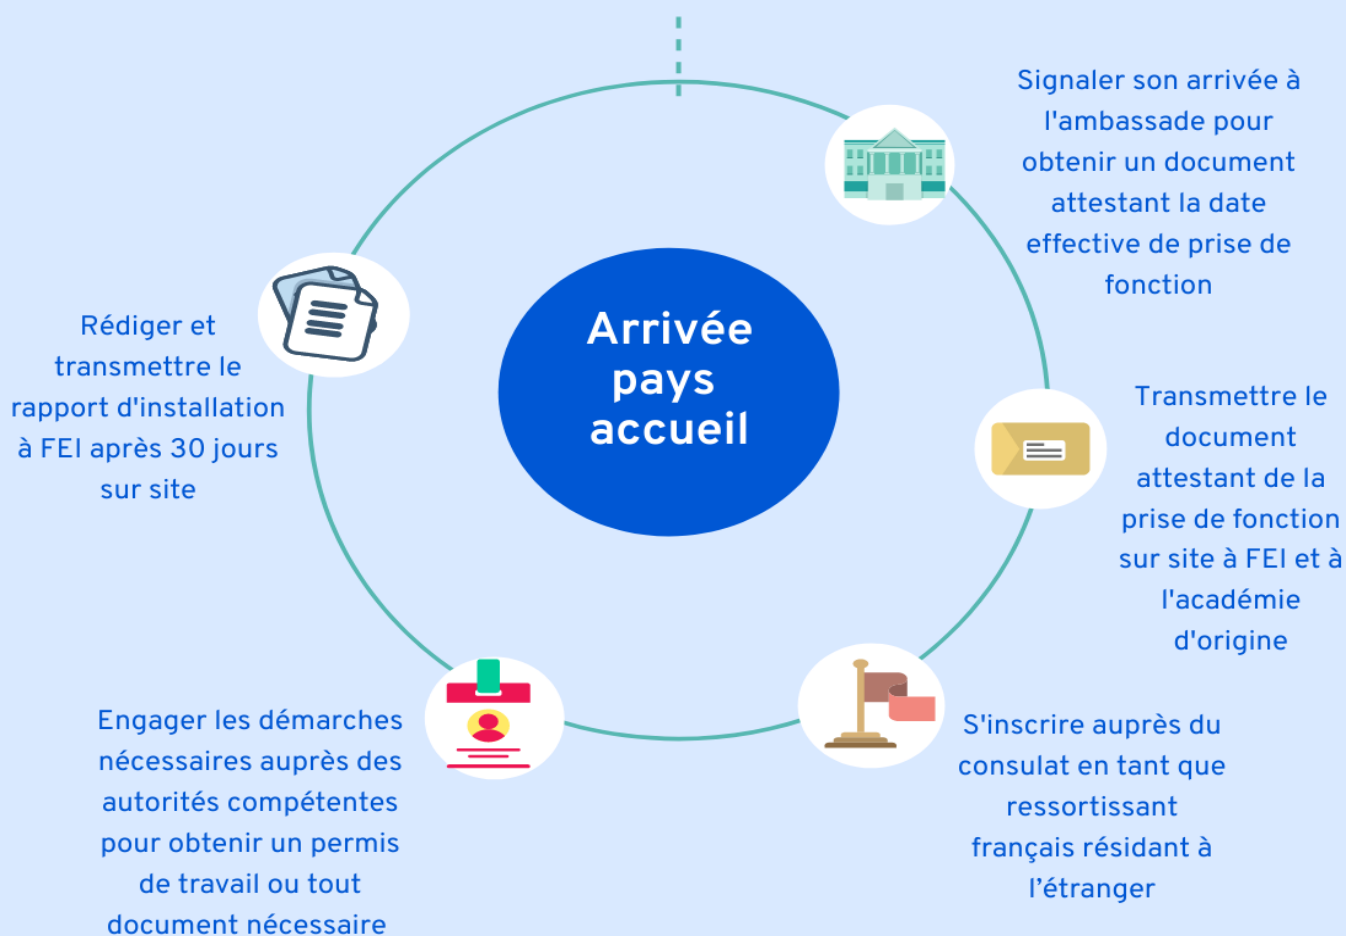 Arrivée
pays
accueil
Signaler son arrivée à
l'ambassade pour
obtenir un document
attestant la date
effective de prise de
fonction
Transmettre le
document
attestant de la
prise de fonction
sur site à FEI et à
l'académie
d'origine
S'inscrire auprès du
consulat en tant que
ressortissant
français résidant à
l’étranger
Engager les démarches
nécessaires auprès des
autorités compétentes
pour obtenir un permis
de travail ou tout
document nécessaire
Rédiger et
transmettre le
rapport d'installation
à FEI après 30 jours
sur site